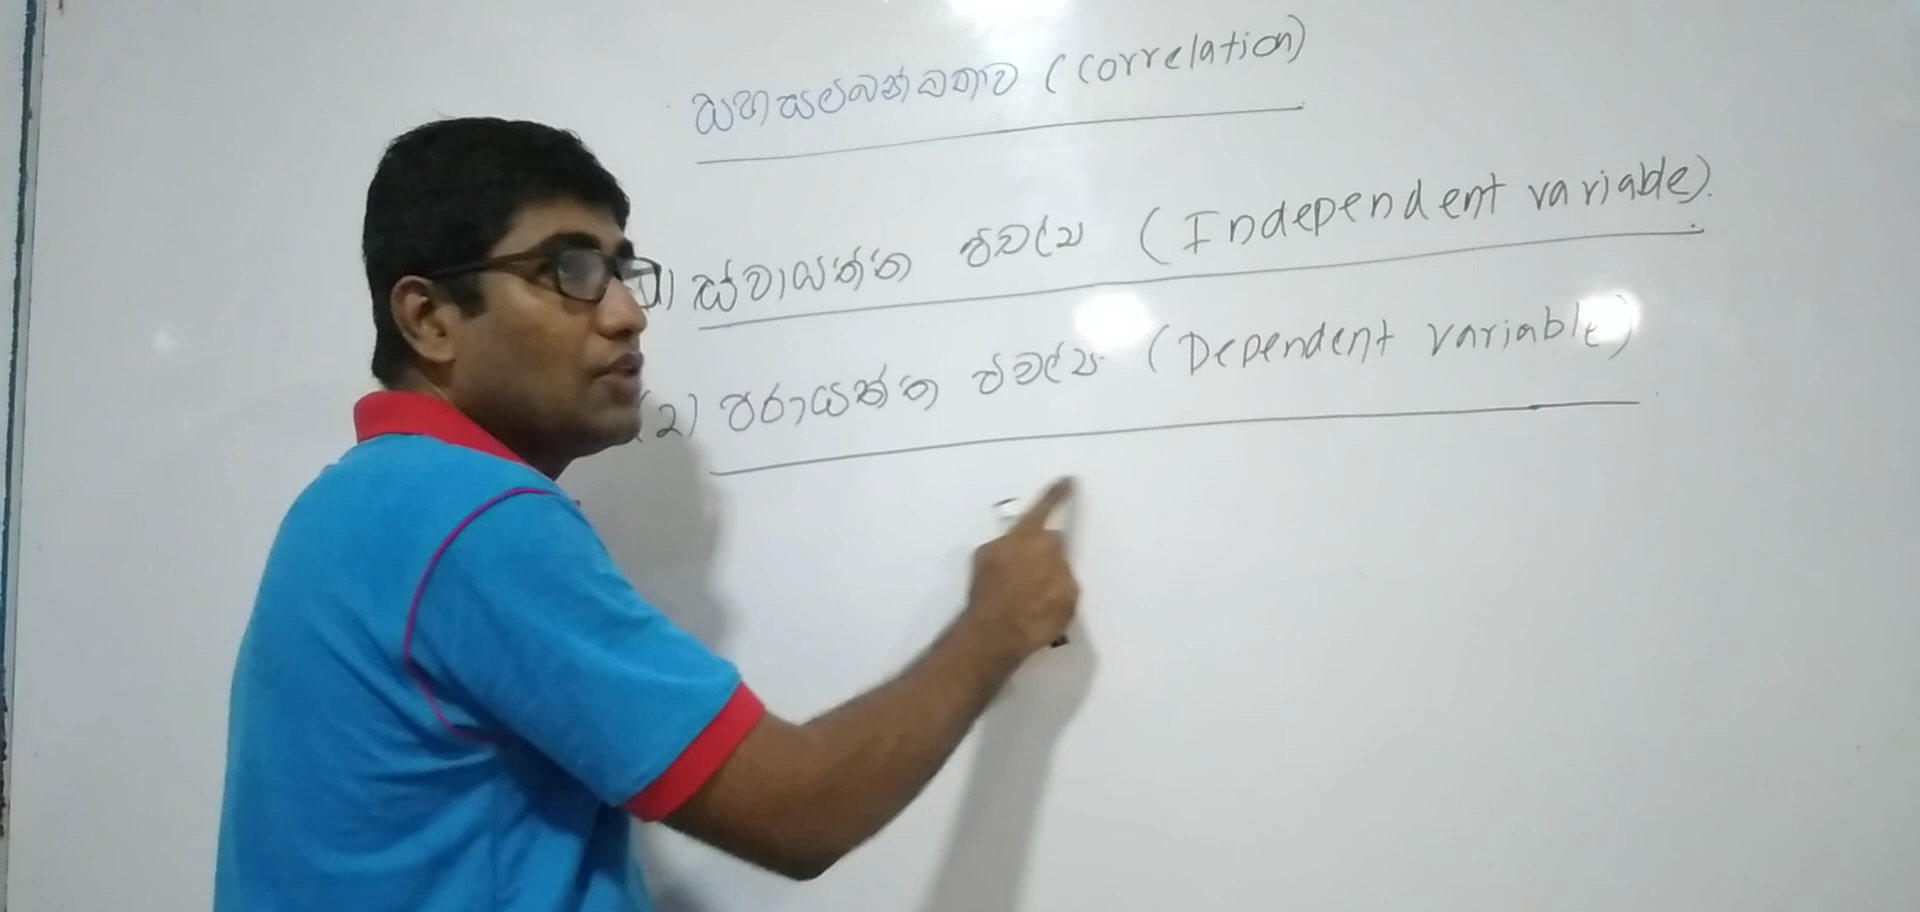 සහසම්බන්ධතාව (Correlation)
(1) ස්වායත්ත විචල්‍ය (Independent variable).
(2) පරායත්ත විචල්‍ය (Dependent variable)